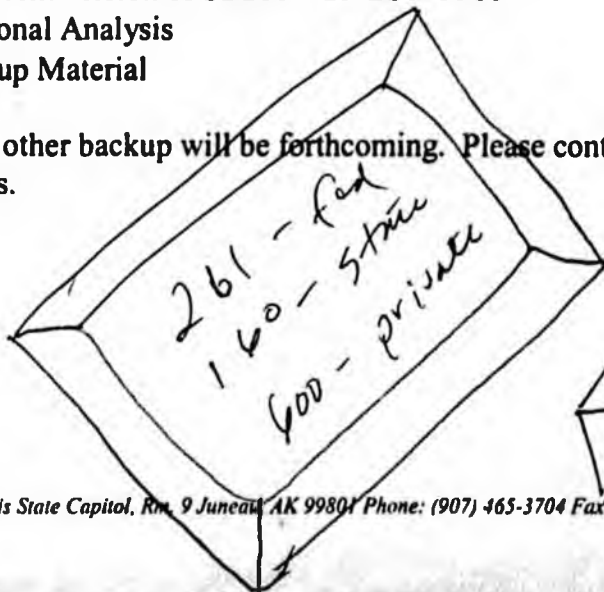 onal Analysis
up Material
other backup will be forthcoming. Please cont
s.
261 - fed
160 - state
600 - private
is State Capitol, Rm. 9 Juneau AK 99801 Phone: (907) 465-3704 Fax